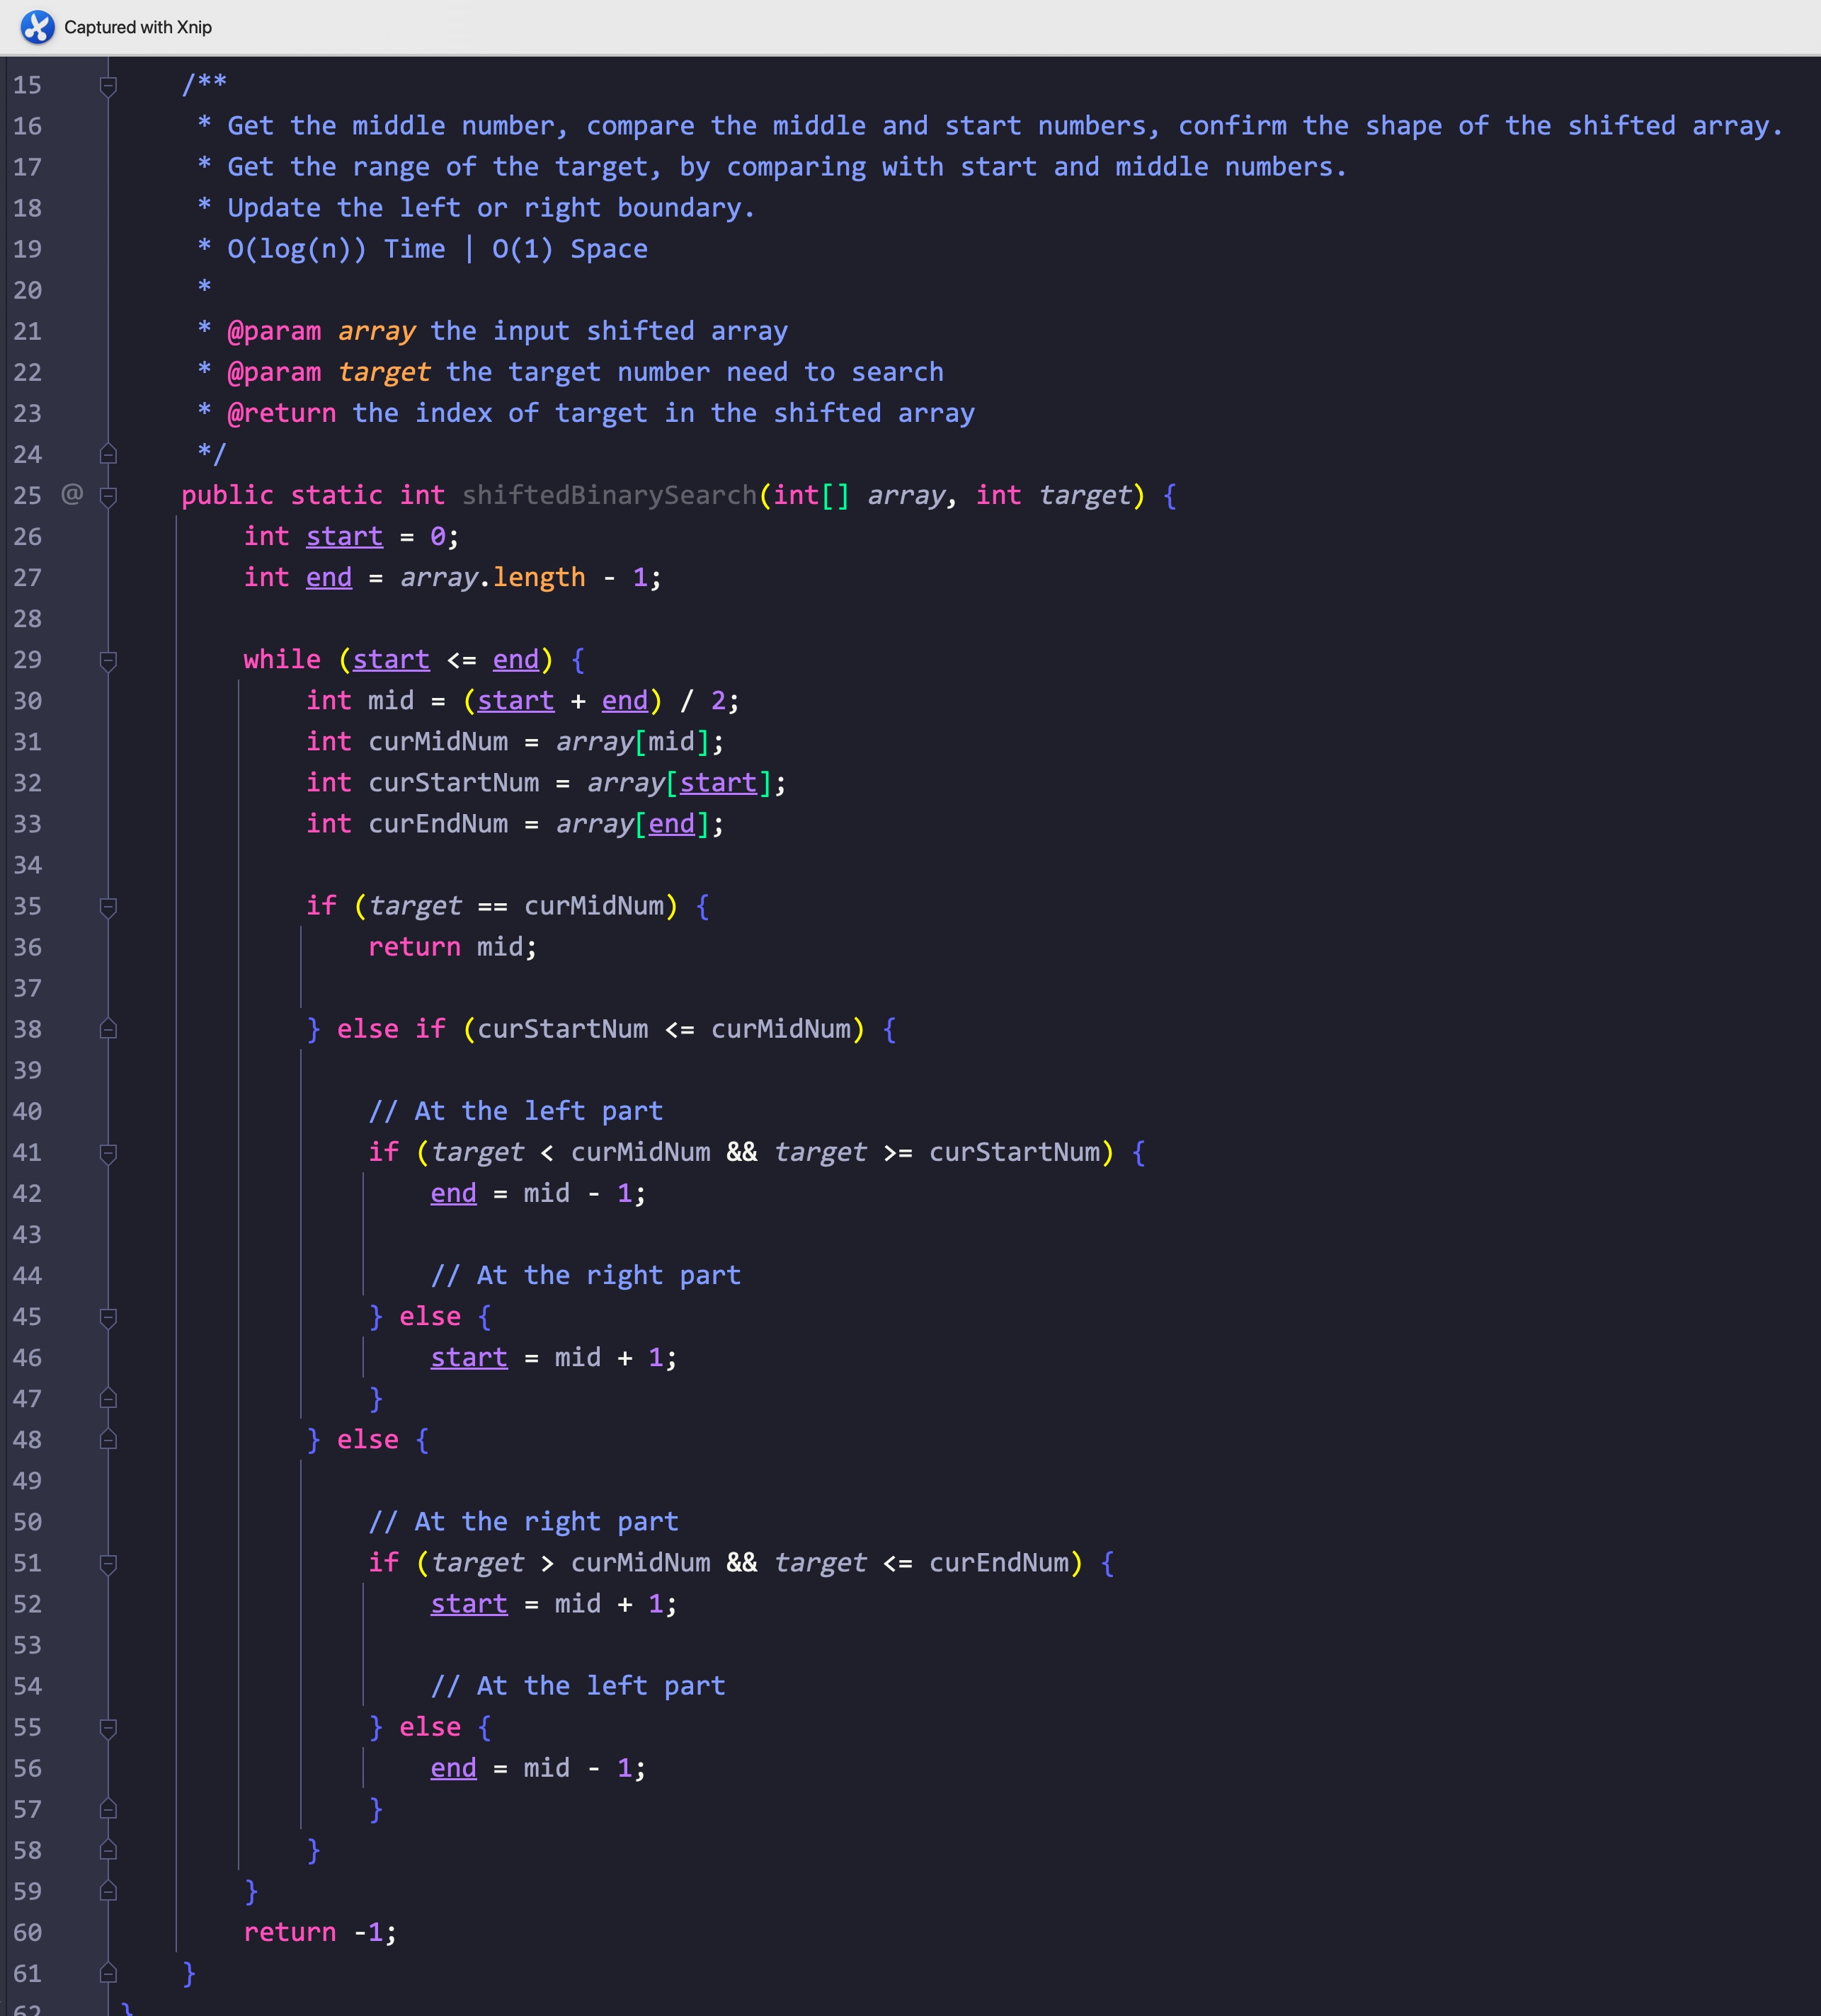 Captured with Xnip
15 /**
16 * Get the middle number, compare the middle and start numbers, confirm the shape of the shifted array.
17 * Get the range of the target, by comparing with start and middle numbers.
18 * Update the left or right boundary.
19 * O(log(n)) Time | O(1) Space
20 *
21 * @param array the input shifted array
22 * @param target the target number need to search
23 * @return the index of target in the shifted array
24 */
25 @ public static int shiftedBinarySearch(int[] array, int target) {
26 int start = 0;
27 int end = array.length - 1;
28
29 while (start <= end) {
30 int mid = (start + end) / 2;
31 int curMidNum = array[mid];
32 int curStartNum = array[start];
33 int curEndNum = array[end];
34
35 if (target == curMidNum) {
36 return mid;
37
38 } else if (curStartNum <= curMidNum) {
39
40 // At the left part
41 if (target < curMidNum && target >= curStartNum) {
42 end = mid - 1;
43
44 // At the right part
45 } else {
46 start = mid + 1;
47 }
48 } else {
49
50 // At the right part
51 if (target > curMidNum && target <= curEndNum) {
52 start = mid + 1;
53
54 // At the left part
55 } else {
56 end = mid - 1;
57 }
58 }
59 }
60 return -1;
61 }
62 }